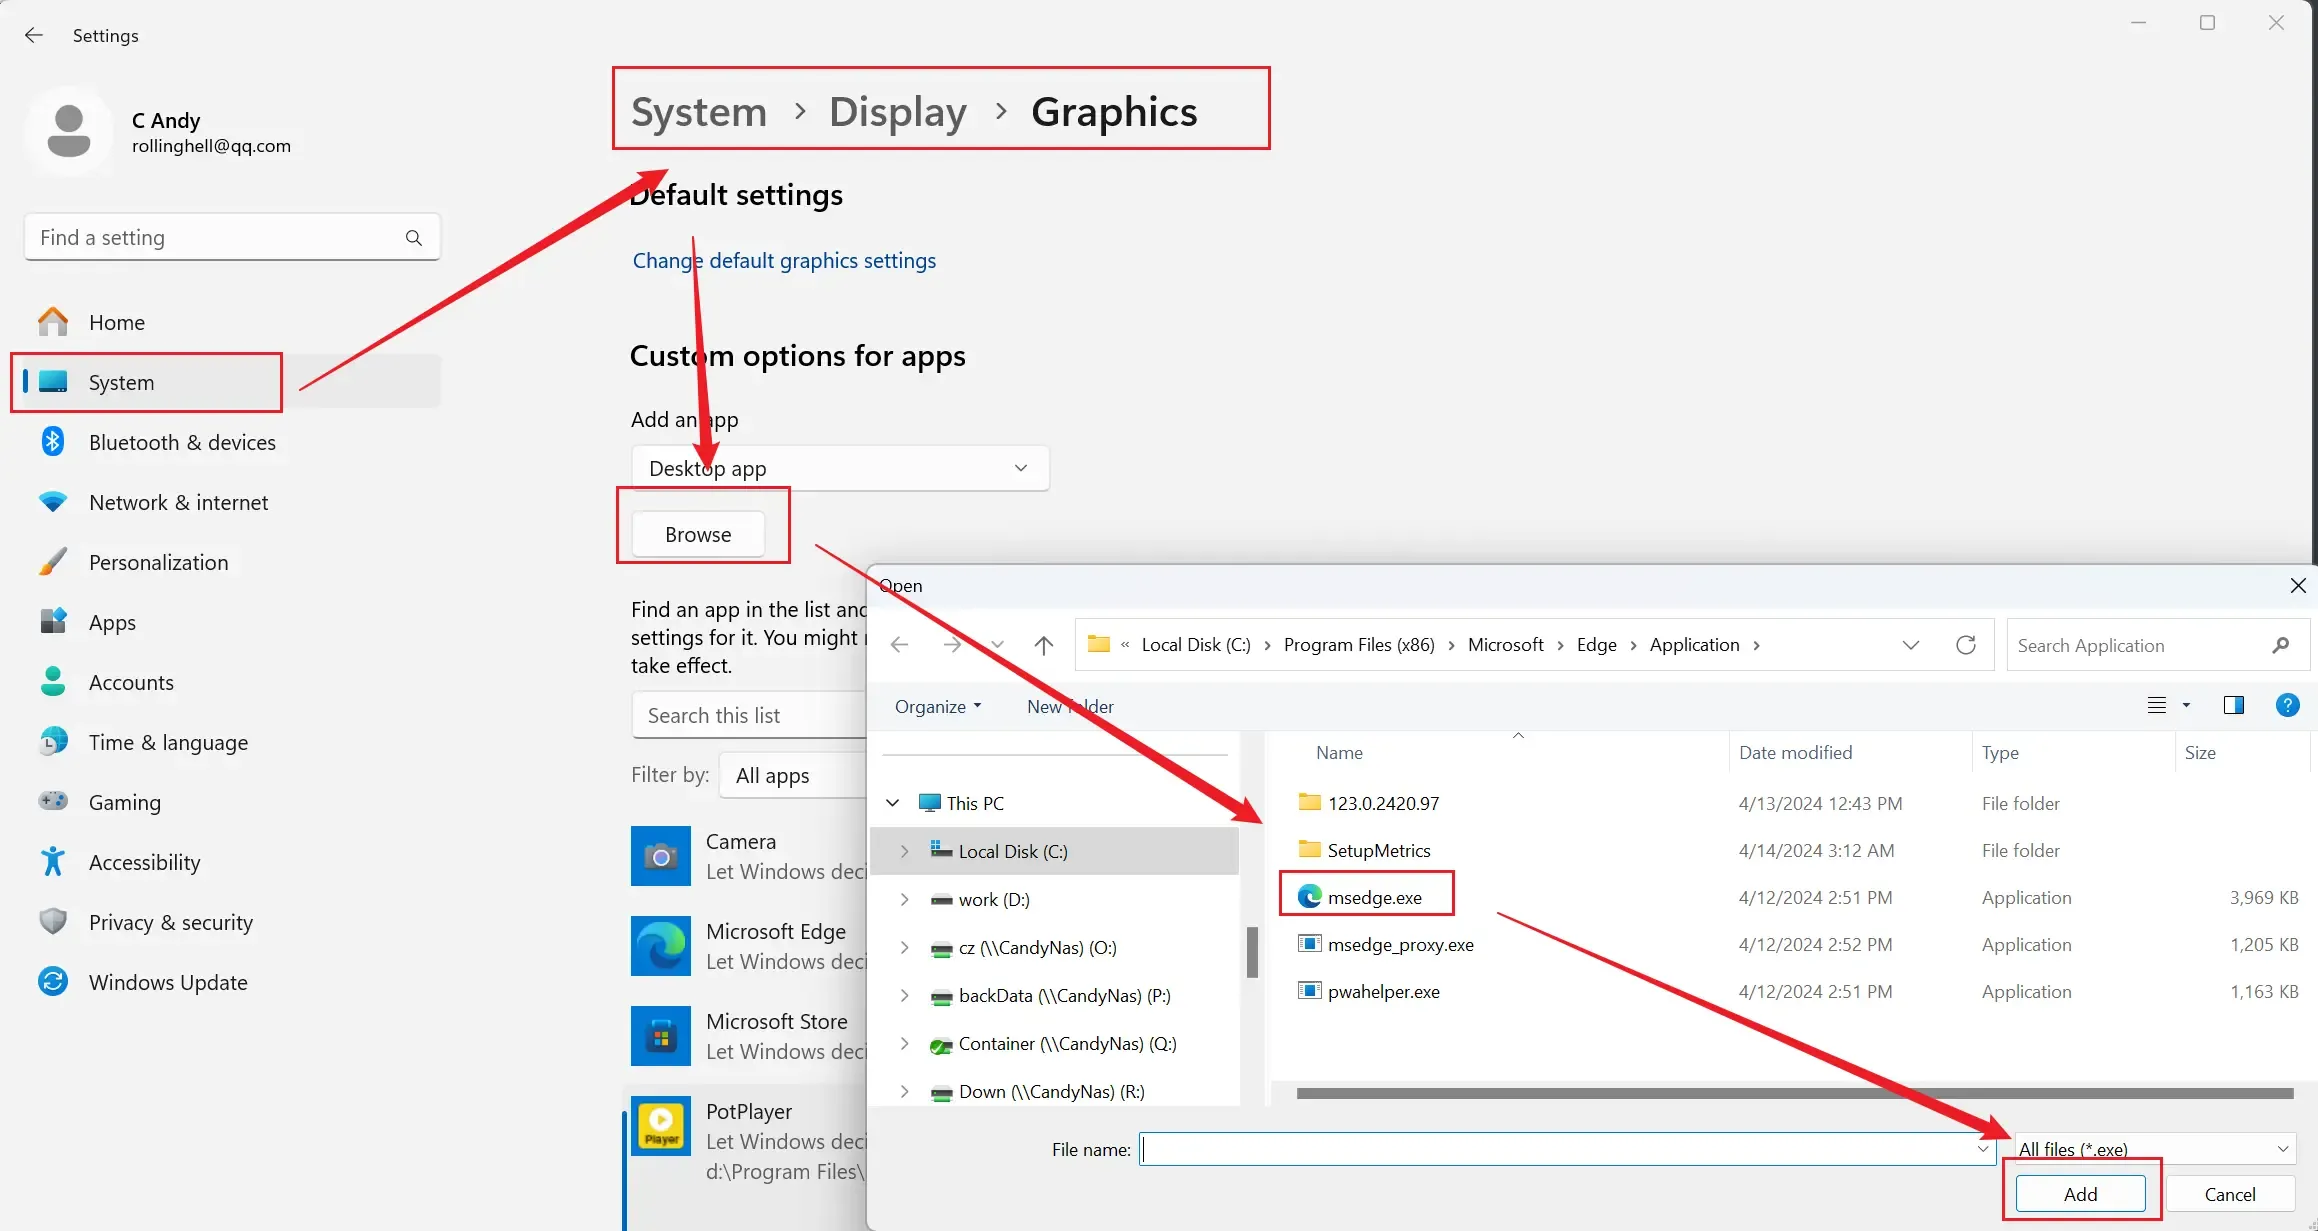 Settings
C Andy
rollinghell@qq.com
Find a setting
Home
System
Bluetooth & devices
Network & internet
Personalization
Apps
Accounts
Time & language
Gaming
Accessibility
Privacy & security
Windows Update
System > Display > Graphics
Default settings
Change default graphics settings
Custom options for apps
Add an app
Desktop app
Browse
Find an app in the list and
settings for it. You might
take effect.
Search this list
Filter by: All apps
Camera
Let Windows deci
Microsoft Edge
Let Windows deci
Microsoft Store
Let Windows deci
PotPlayer
Player
Let Windows deci
d:\Program Files\
Open
« Local Disk (C:) > Program Files (x86) > Microsoft > Edge > Application >
Search Application
Organize
New folder
?
Name Date modified Type Size
This PC
Local Disk (C:)
work (D:)
cz (\\CandyNas) (O:)
backData (\\CandyNas) (P:)
Container (\\CandyNas) (Q:)
Down (\\CandyNas) (R:)
123.0.2420.97 4/13/2024 12:43 PM File folder
SetupMetrics 4/14/2024 3:12 AM File folder
msedge.exe 4/12/2024 2:51 PM Application 3,969 KB
msedge_proxy.exe 4/12/2024 2:52 PM Application 1,205 KB
pwahelper.exe 4/12/2024 2:51 PM Application 1,163 KB
File name:
All files (*.exe)
Add
Cancel